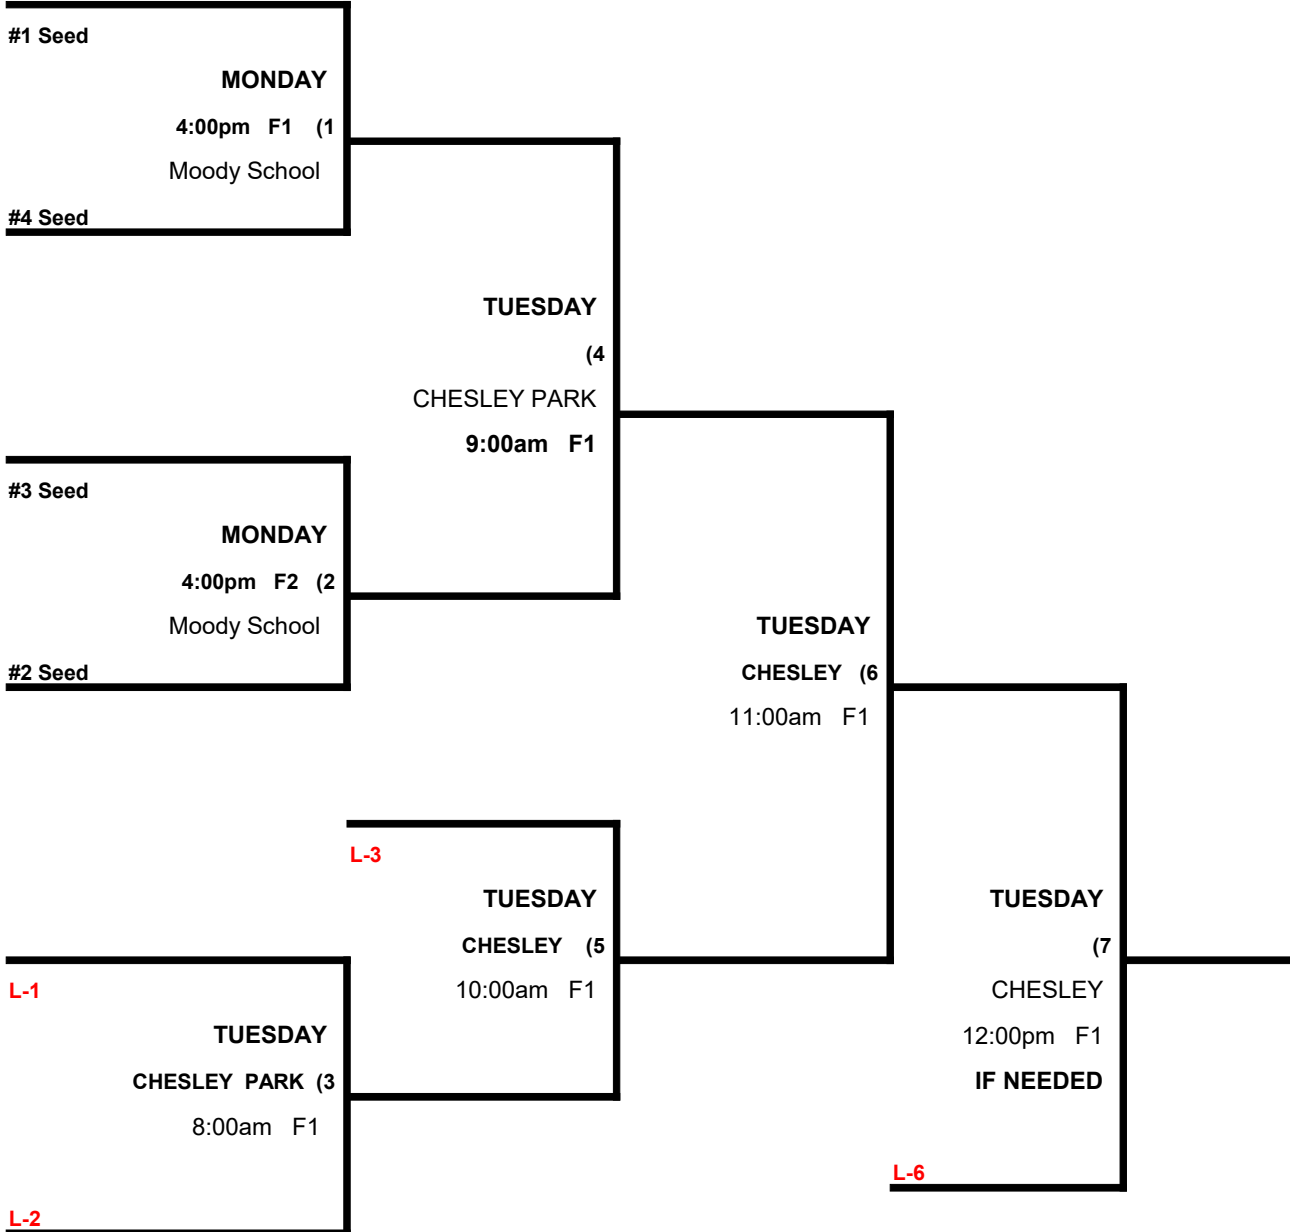 #1 Seed
MONDAY
4:00pm F1 (1
Moody School
#4 Seed
TUESDAY
(4
CHESLEY PARK
9:00am F1
#3 Seed
MONDAY
4:00pm F2 (2
Moody School
#2 Seed
TUESDAY
CHESLEY (6
11:00am F1
L-3
TUESDAY
CHESLEY (5
10:00am F1
L-1
TUESDAY
CHESLEY PARK (3
8:00am F1
L-2
TUESDAY
(7
CHESLEY
12:00pm F1
IF NEEDED
L-6